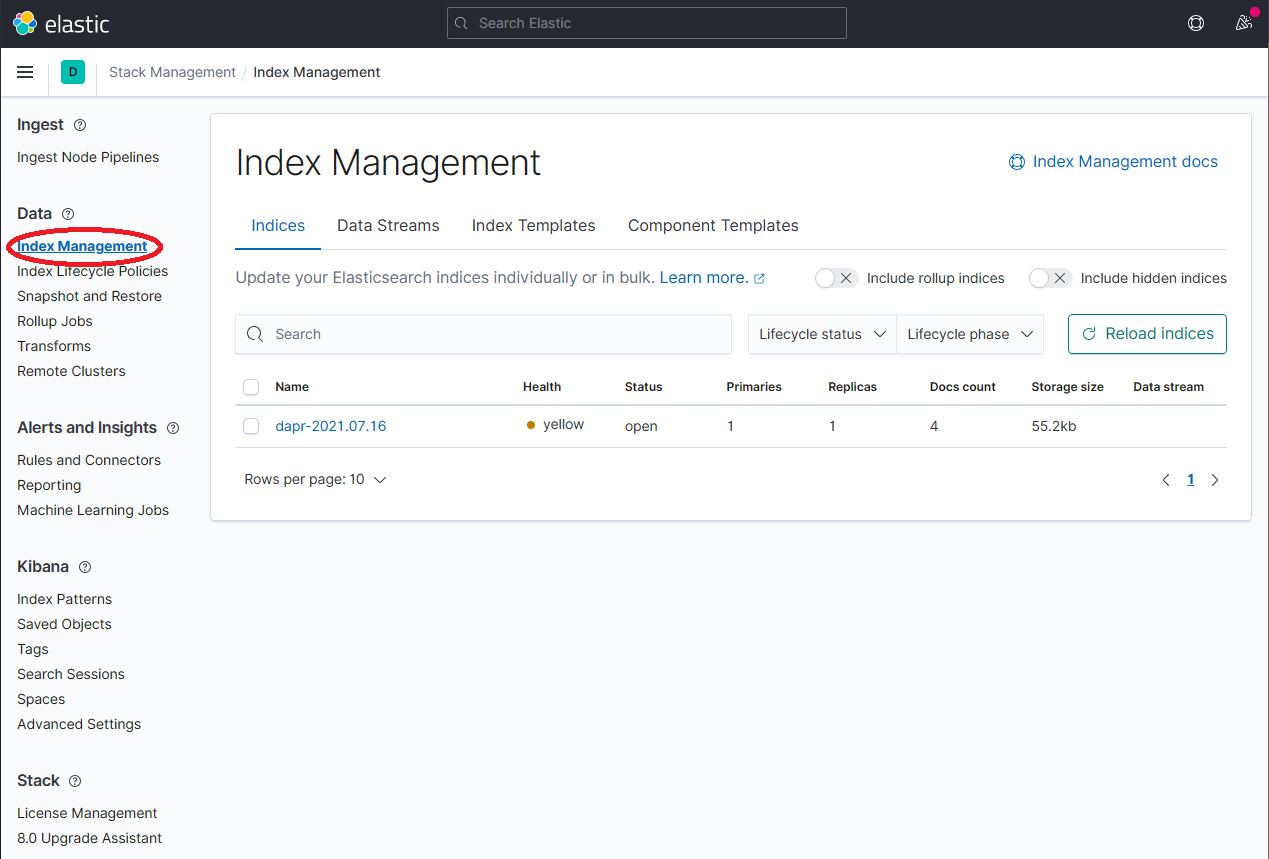 elastic
Search Elastic
D
Stack Management / Index Management
Ingest
Ingest Node Pipelines
Data
Index Management
Index Lifecycle Policies
Snapshot and Restore
Rollup Jobs
Transforms
Remote Clusters
Alerts and Insights
Rules and Connectors
Reporting
Machine Learning Jobs
Kibana
Index Patterns
Saved Objects
Tags
Search Sessions
Spaces
Advanced Settings
Stack
License Management
8.0 Upgrade Assistant
Index Management
Index Management docs
Indices Data Streams Index Templates Component Templates
Update your Elasticsearch indices individually or in bulk. Learn more. Include rollup indices Include hidden indices
Search Lifecycle status Lifecycle phase Reload indices
Name Health Status Primaries Replicas Docs count Storage size Data stream
dapr-2021.07.16 yellow open 1 1 4 55.2kb
Rows per page: 10 1